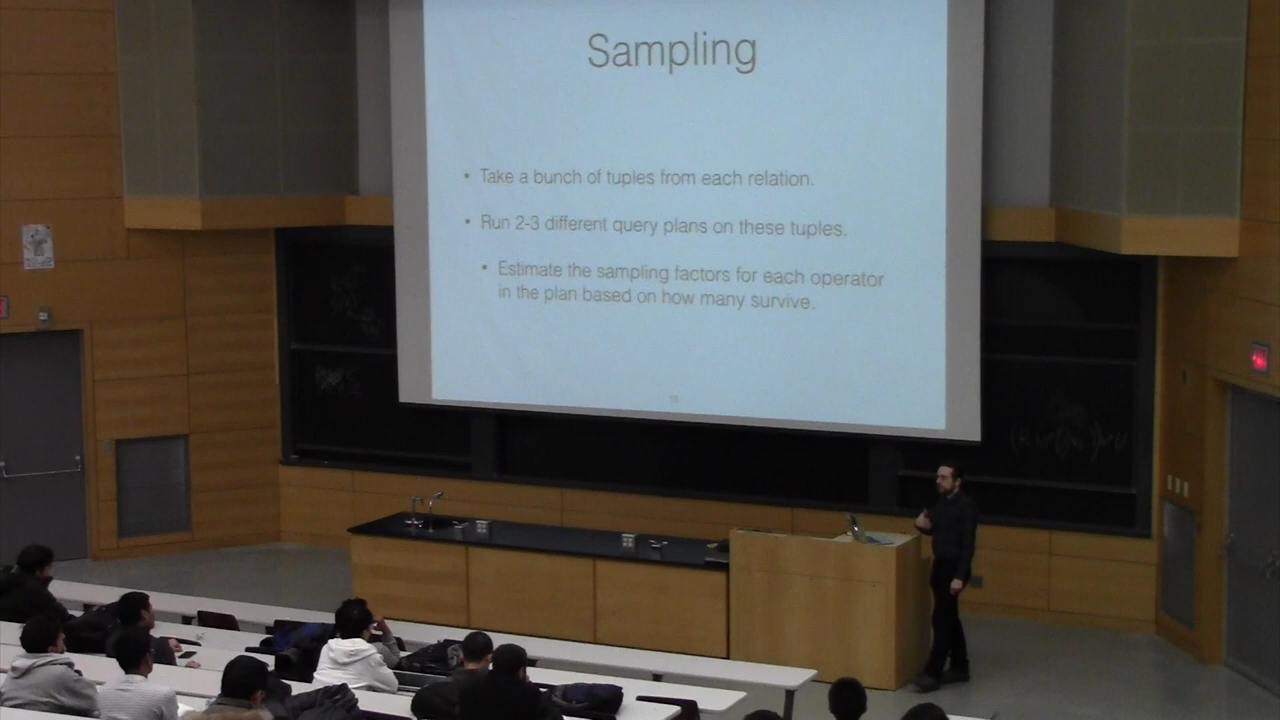 Sampling
• Take a bunch of tuples from each relation.
• Run 2-3 different query plans on these tuples.
• Estimate the sampling factors for each operator
in the plan based on how many survive.